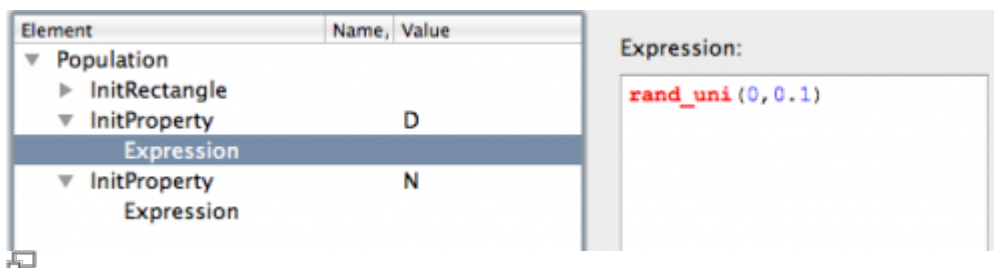 Element Name, Value
Population
InitRectangle
InitProperty D
Expression
InitProperty N
Expression
Expression:
rand_uni(0,0.1)